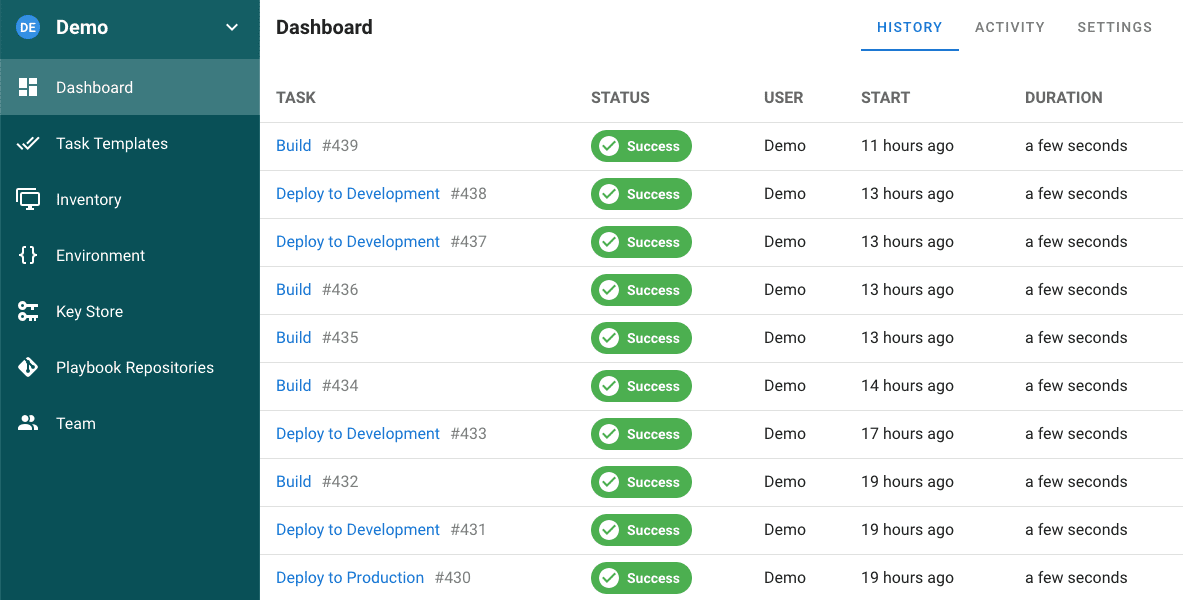 DE Demo
Dashboard
Task Templates
Inventory
Environment
Key Store
Playbook Repositories
Team
Dashboard HISTORY ACTIVITY SETTINGS
TASK STATUS USER START DURATION
Build #439 Success Demo 11 hours ago a few seconds
Deploy to Development #438 Success Demo 13 hours ago a few seconds
Deploy to Development #437 Success Demo 13 hours ago a few seconds
Build #436 Success Demo 13 hours ago a few seconds
Build #435 Success Demo 13 hours ago a few seconds
Build #434 Success Demo 14 hours ago a few seconds
Deploy to Development #433 Success Demo 17 hours ago a few seconds
Build #432 Success Demo 19 hours ago a few seconds
Deploy to Development #431 Success Demo 19 hours ago a few seconds
Deploy to Production #430 Success Demo 19 hours ago a few seconds